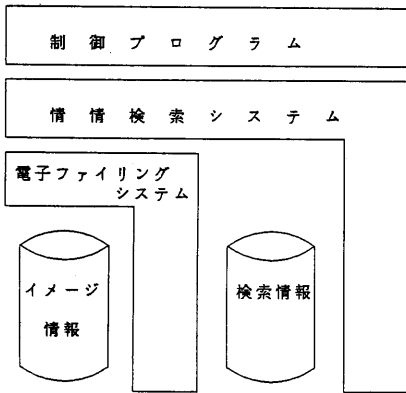 制御プログラム
情情検索システム
電子ファイリング
システム
イメージ
情報
検索情報